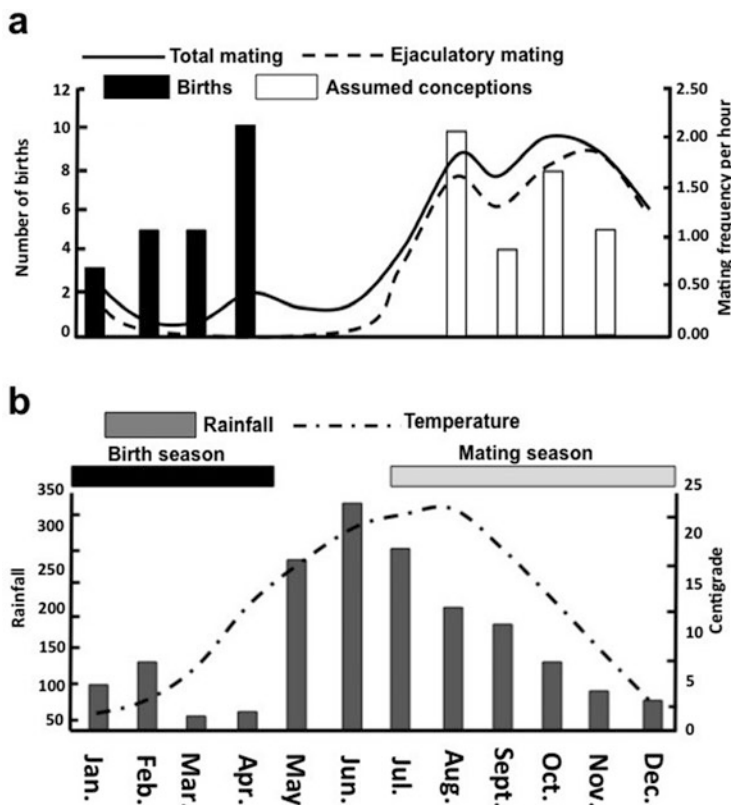 a
Total mating Ejaculatory mating
Births Assumed conceptions
12
10
8
6
4
2
0
Number of births
2.50
2.00
1.50
1.00
0.50
0.00
Mating frequency per hour
b
Rainfall Temperature
Birth season Mating season
350
300
250
200
150
100
50
Rainfall
25
20
15
10
5
0
Centigrade
Jan. Feb. Mar. Apr. May Jun. Jul. Aug. Sept. Oct. Nov. Dec.